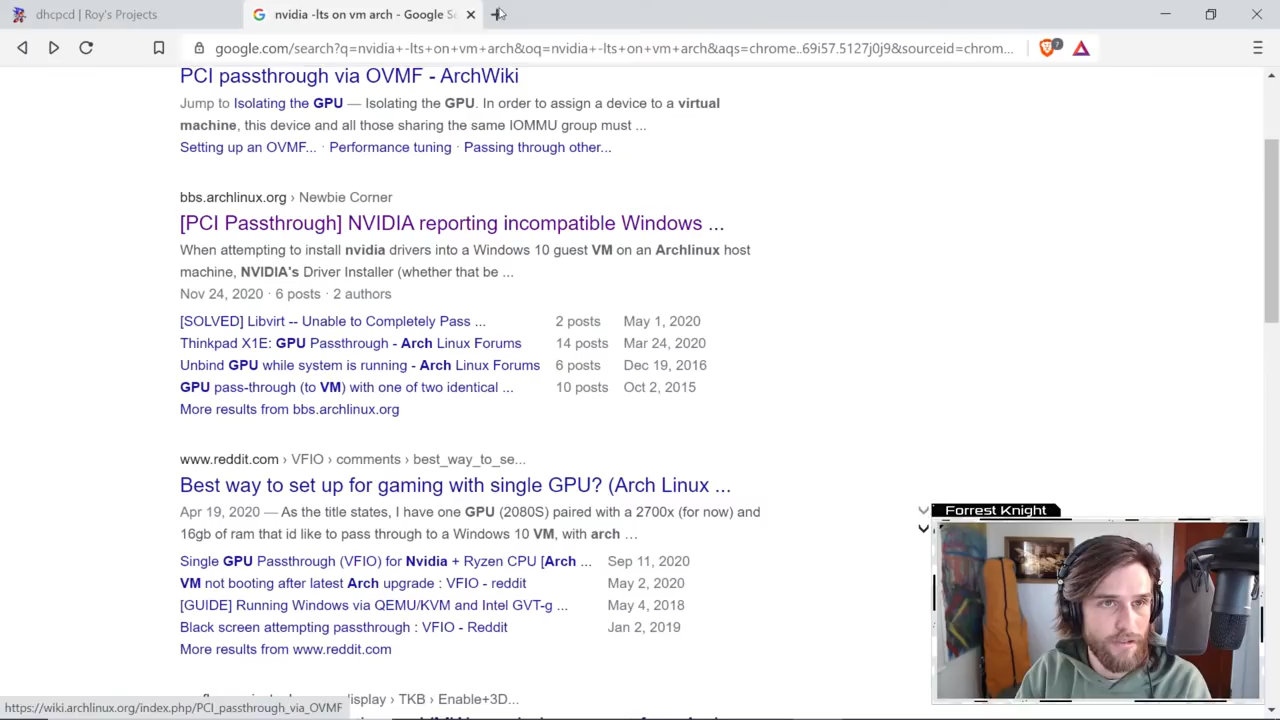 dhcpcd | Roy's Projects
nvidia -lts on vm arch - Google Se
google.com/search?q=nvidia+-lts+on+vm+arch&oq=nvidia+-lts+on+vm+arch&aqs=chrome..69i57.5127j0j9&sourceid=chrom...
7
PCI passthrough via OVMF - ArchWiki
Jump to Isolating the GPU — Isolating the GPU. In order to assign a device to a virtual
machine, this device and all those sharing the same IOMMU group must ...
Setting up an OVMF... · Performance tuning · Passing through other...
bbs.archlinux.org › Newbie Corner
[PCI Passthrough] NVIDIA reporting incompatible Windows ...
When attempting to install nvidia drivers into a Windows 10 guest VM on an Archlinux host
machine, NVIDIA's Driver Installer (whether that be ...
Nov 24, 2020 · 6 posts · 2 authors
[SOLVED] Libvirt -- Unable to Completely Pass ... 2 posts May 1, 2020
Thinkpad X1E: GPU Passthrough - Arch Linux Forums 14 posts Mar 24, 2020
Unbind GPU while system is running - Arch Linux Forums 6 posts Dec 19, 2016
GPU pass-through (to VM) with one of two identical ... 10 posts Oct 2, 2015
More results from bbs.archlinux.org
www.reddit.com › VFIO › comments › best_way_to_se...
Best way to set up for gaming with single GPU? (Arch Linux ...
Apr 19, 2020 — As the title states, I have one GPU (2080S) paired with a 2700x (for now) and
16gb of ram that id like to pass through to a Windows 10 VM, with arch ...
Single GPU Passthrough (VFIO) for Nvidia + Ryzen CPU [Arch ... Sep 11, 2020
VM not booting after latest Arch upgrade : VFIO - reddit May 2, 2020
[GUIDE] Running Windows via QEMU/KVM and Intel GVT-g ... May 4, 2018
Black screen attempting passthrough : VFIO - Reddit Jan 2, 2019
More results from www.reddit.com
› TKB › Enable+3D...
https://wiki.archlinux.org/index.php/PCI_passthrough_via_OVMF
Forrest Knight